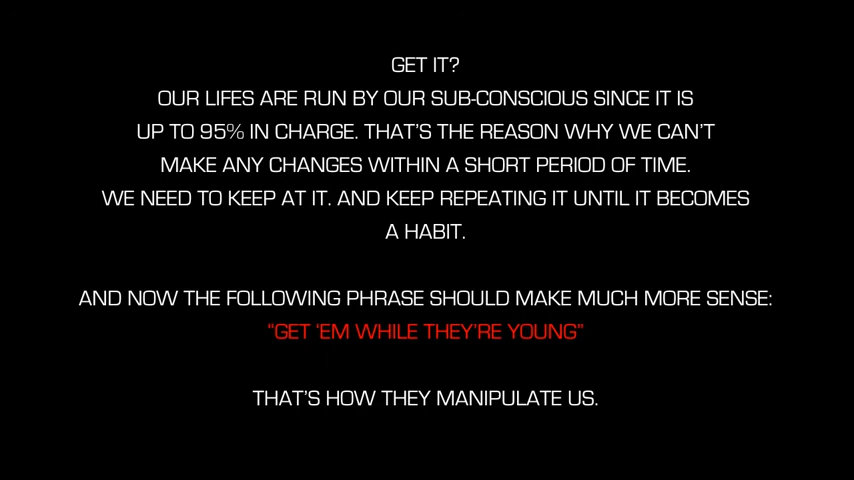 GET IT?
OUR LIFES ARE RUN BY OUR SUB-CONSCIOUS SINCE IT IS
UP TO 95% IN CHARGE. THAT'S THE REASON WHY WE CAN'T
MAKE ANY CHANGES WITHIN A SHORT PERIOD OF TIME.
WE NEED TO KEEP AT IT. AND KEEP REPEATING IT UNTIL IT BECOMES
A HABIT.
AND NOW THE FOLLOWING PHRASE SHOULD MAKE MUCH MORE SENSE:
“GET ‘EM WHILE THEY’RE YOUNG”
THAT'S HOW THEY MANIPULATE US.